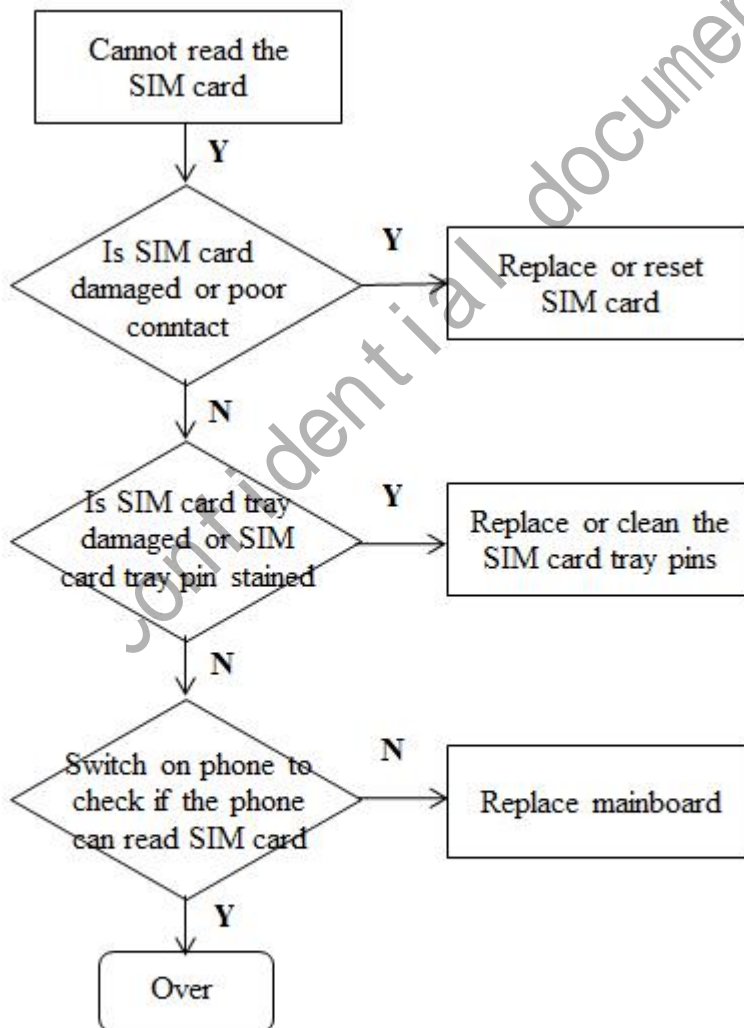 Cannot read the
SIM card
Y
Is SIM card
damaged or poor
conntact
Y
Replace or reset
SIM card
N
Is SIM card tray
damaged or SIM
card tray pin stained
Y
Replace or clean the
SIM card tray pins
N
Switch on phone to
check if the phone
can read SIM card
N
Replace mainboard
Y
Over
confidential documen